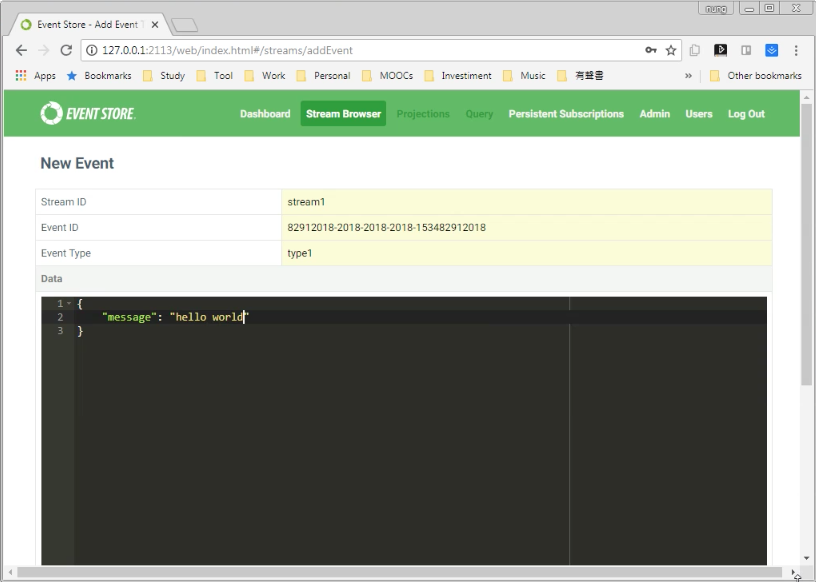 nung
Event Store - Add Event
127.0.0.1:2113/web/index.html#/streams/addEvent
Apps Bookmarks Study Tool Work Personal MOOCs Investiment Music 有聲書 » Other bookmarks
EVENT STORE. Dashboard Stream Browser Projections Query Persistent Subscriptions Admin Users Log Out
New Event
Stream ID stream1
Event ID 82912018-2018-2018-2018-153482912018
Event Type type1
Data
1 {
2 "message": "hello world"
3 }